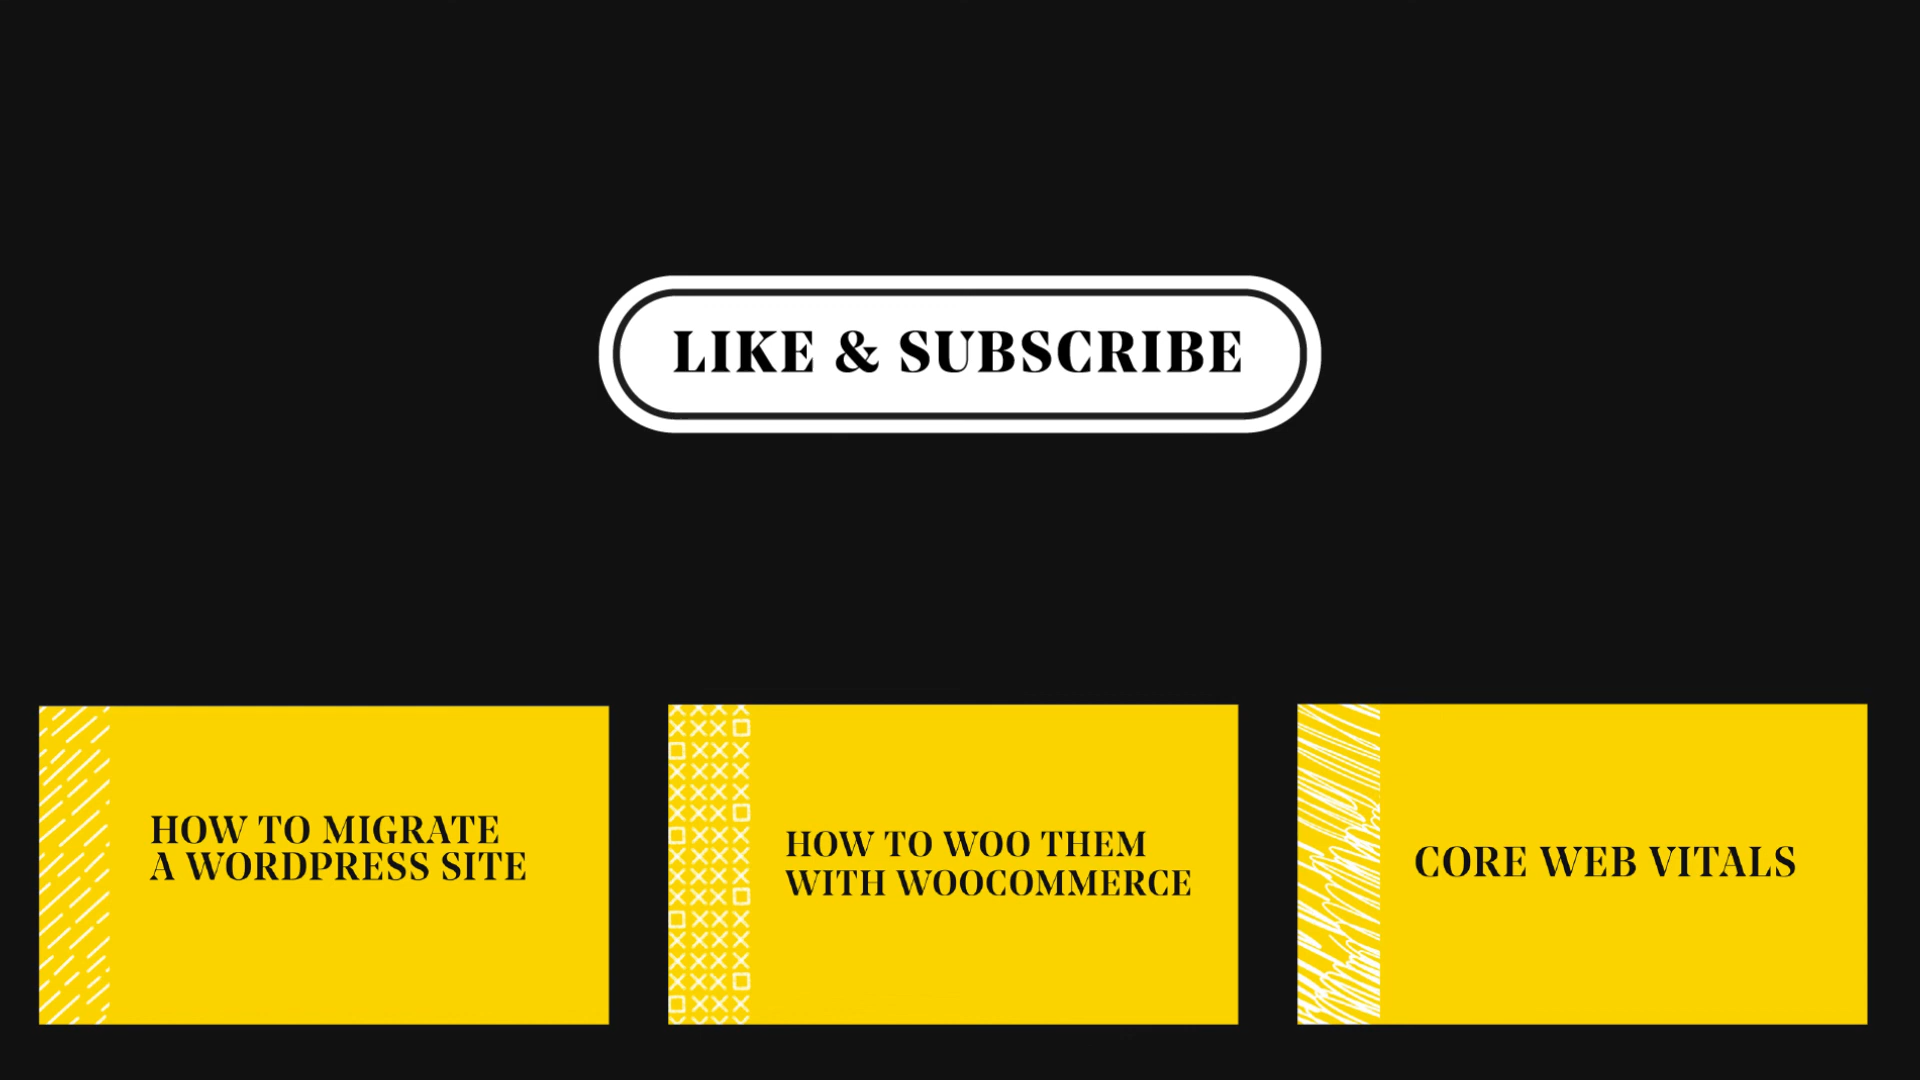 LIKE & SUBSCRIBE
HOW TO MIGRATE
A WORDPRESS SITE
HOW TO WOO THEM
WITH WOOCOMMERCE
CORE WEB VITALS